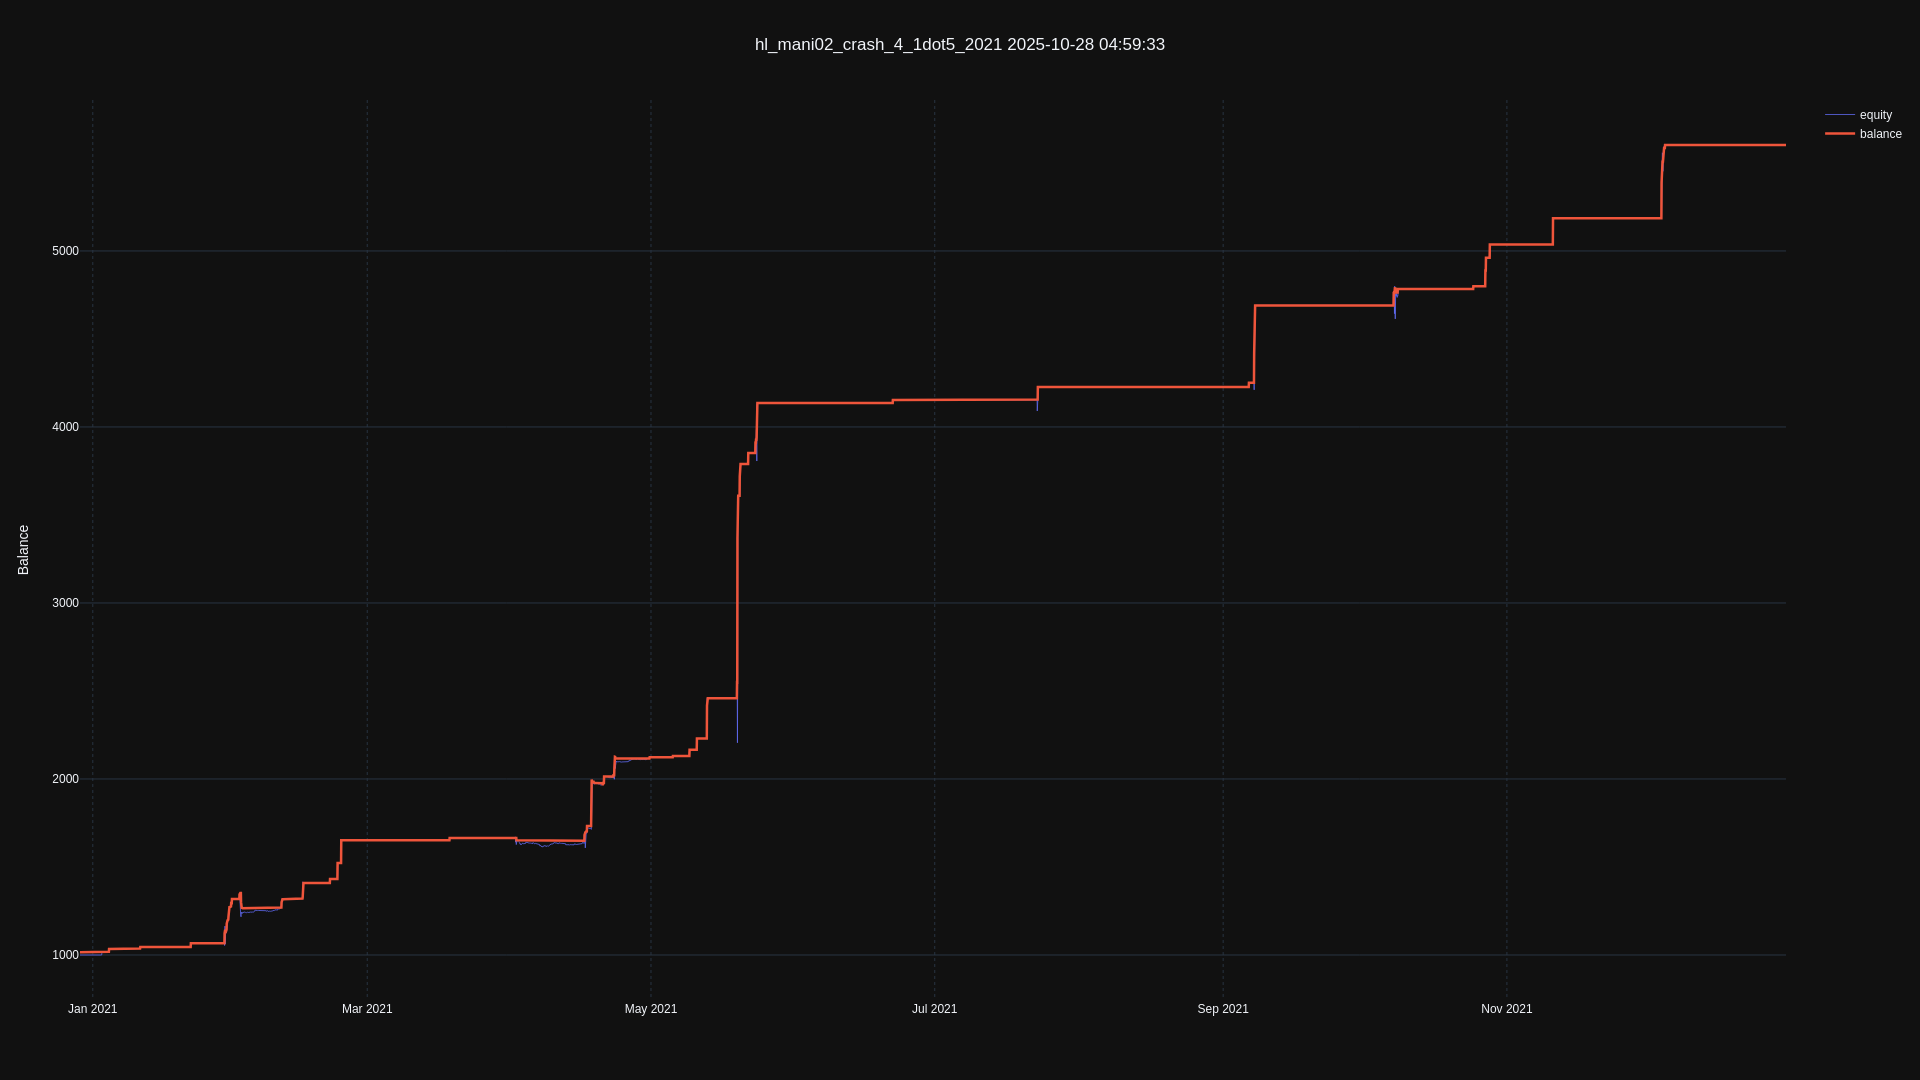 hl_mani02_crash_4_1dot5_2021 2025-10-28 04:59:33
equity
balance
Balance
5000
4000
3000
2000
1000
Jan 2021
Mar 2021
May 2021
Jul 2021
Sep 2021
Nov 2021